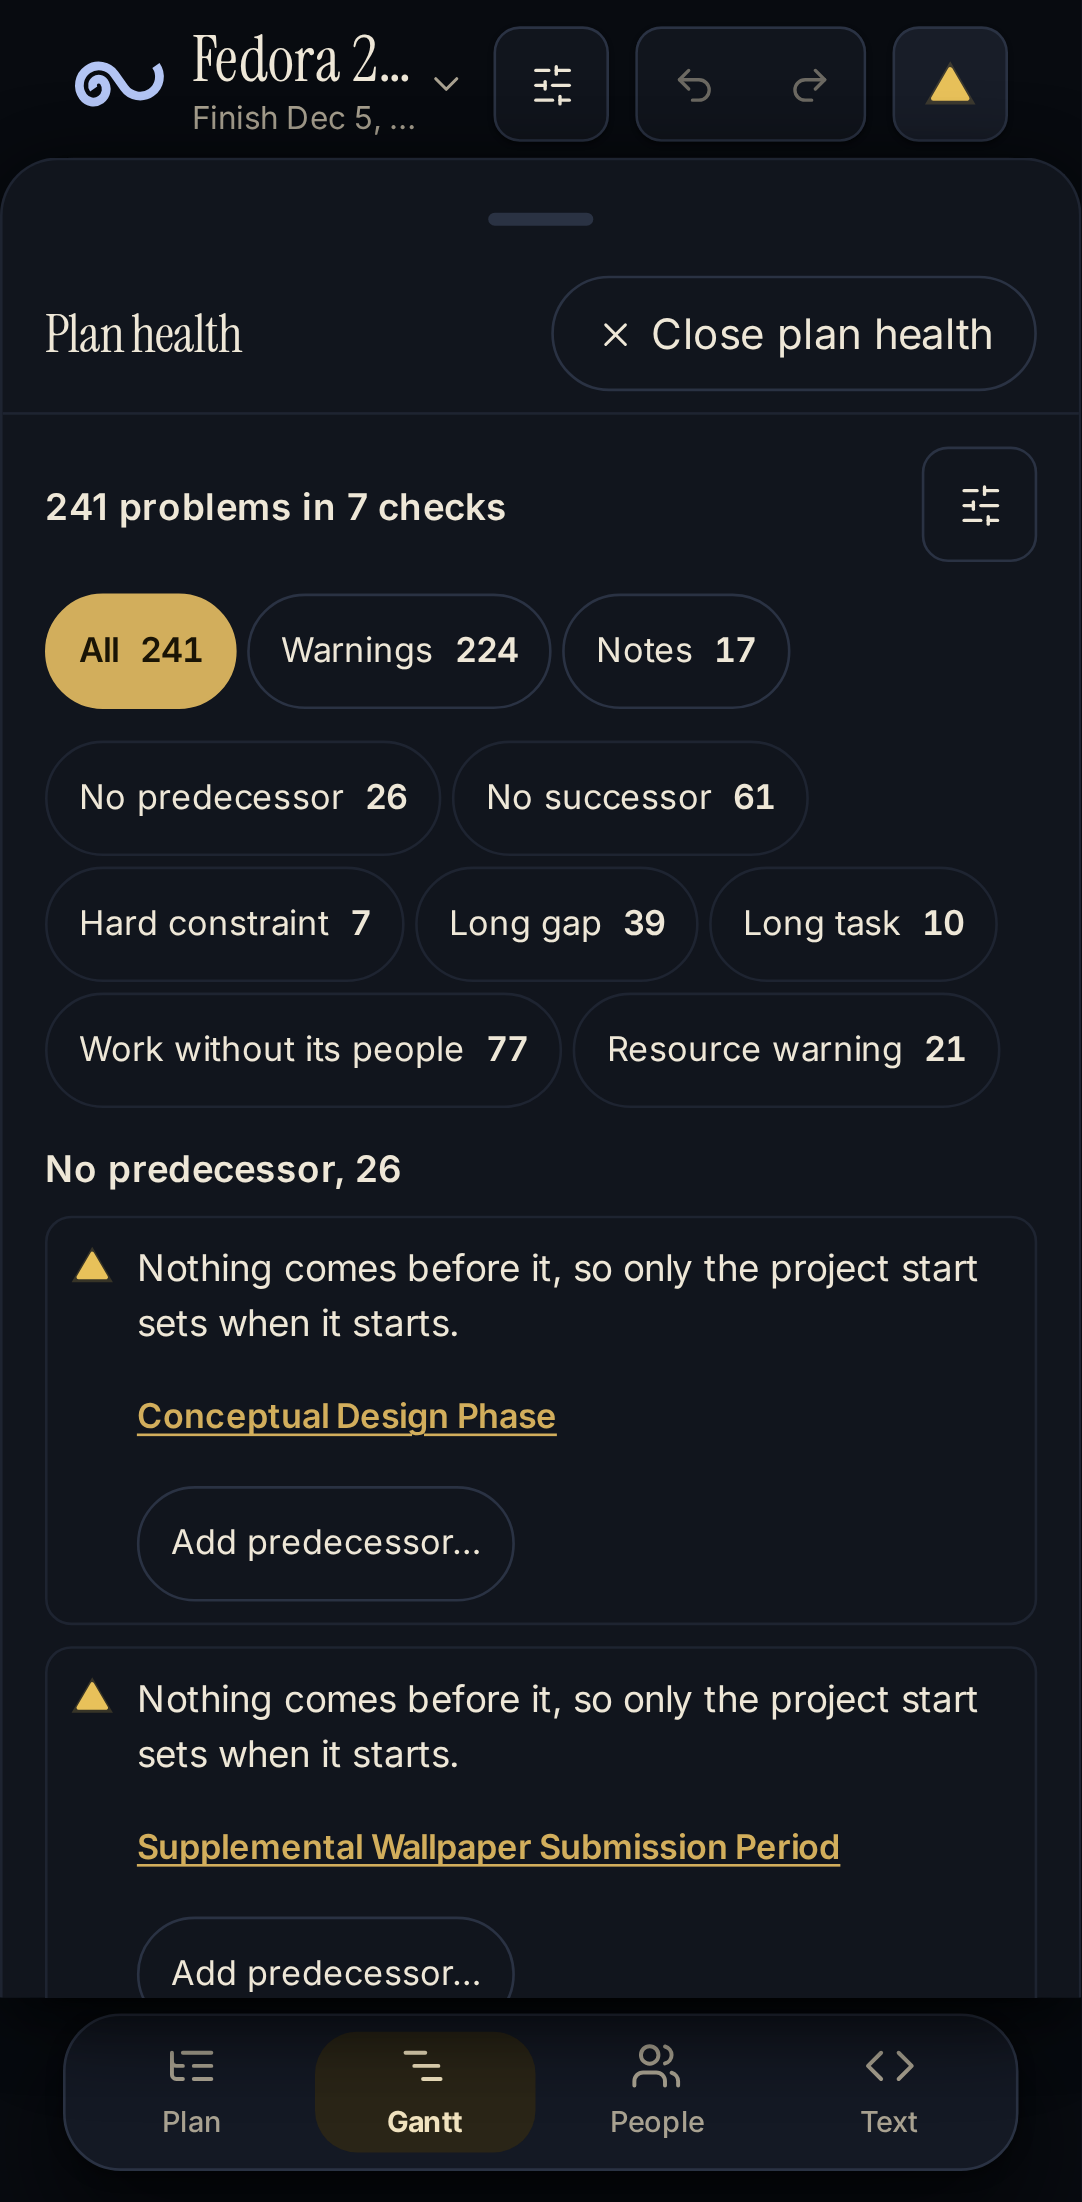 Fedora 2...
Finish Dec 5, ...
Plan health
Close plan health
241 problems in 7 checks
All 241
Warnings 224
Notes 17
No predecessor 26
No successor 61
Hard constraint 7
Long gap 39
Long task 10
Work without its people 77
Resource warning 21
No predecessor, 26
Nothing comes before it, so only the project start
sets when it starts.
Conceptual Design Phase
Add predecessor...
Nothing comes before it, so only the project start
sets when it starts.
Supplemental Wallpaper Submission Period
Add predecessor...
Plan
Gantt
People
Text